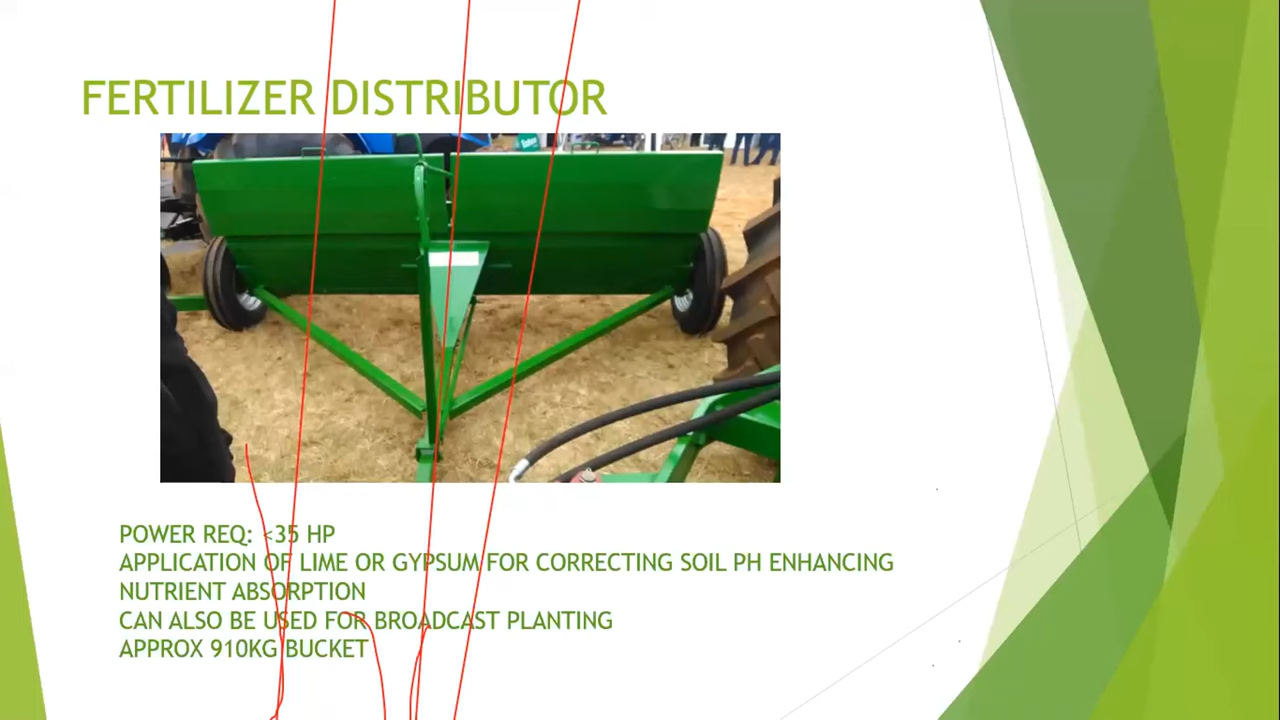 FERTILIZER DISTRIBUTOR
POWER REQ: <35 HP
APPLICATION OF LIME OR GYPSUM FOR CORRECTING SOIL PH ENHANCING
NUTRIENT ABSORPTION
CAN ALSO BE USED FOR BROADCAST PLANTING
APPROX 910KG BUCKET